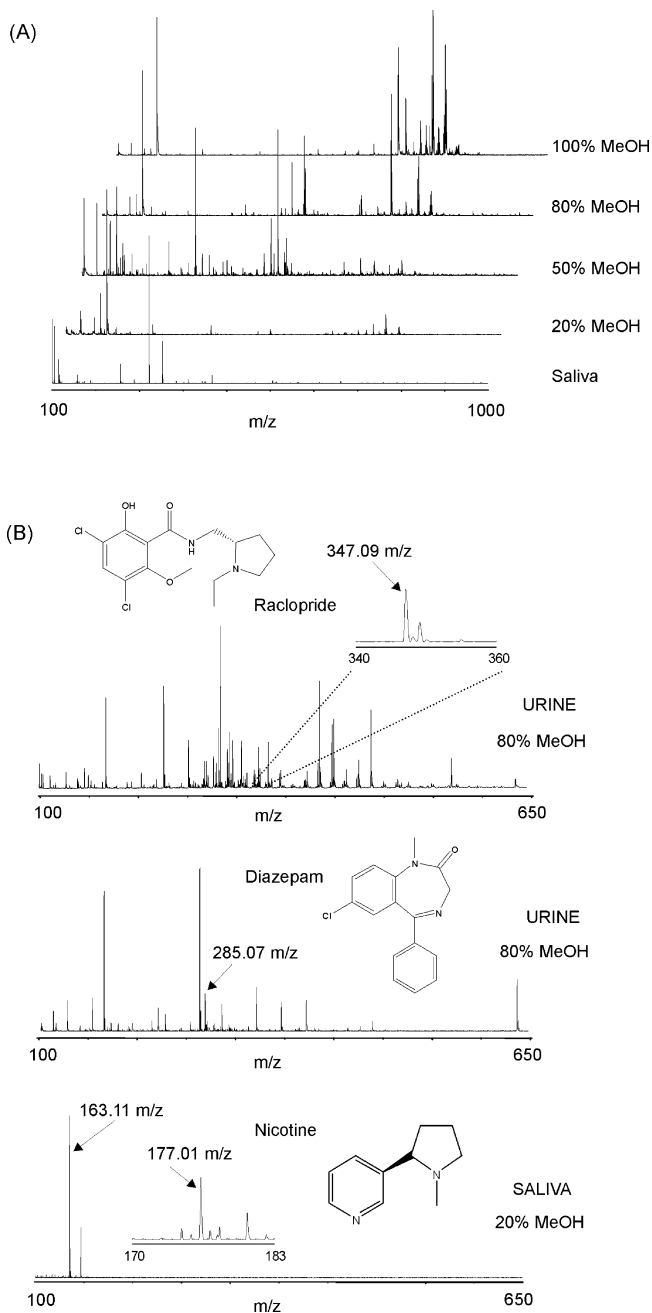 (A)
100% MeOH
80% MeOH
50% MeOH
20% MeOH
Saliva
100 1000
m/z
(B)
OH O
Cl
N
H
O N
Cl
Raclopride
347.09 m/z
340 360
URINE
80% MeOH
100 650
m/z
Diazepam
N O
Cl N
285.07 m/z
URINE
80% MeOH
100 650
m/z
163.11 m/z
Nicotine
177.01 m/z
170 183
N
N
SALIVA
20% MeOH
100 650
m/z